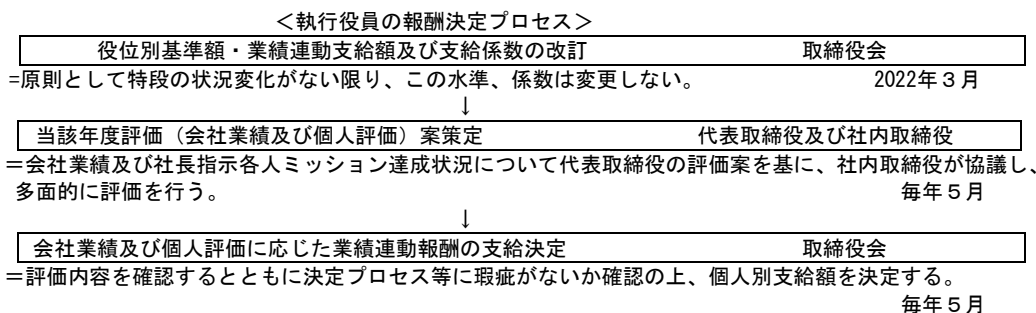 ＜執行役員の報酬決定プロセス＞
役位別基準額・業績連動支給額及び支給係数の改訂　取締役会
=原則として特段の状況変化がない限り、この水準、係数は変更しない。　2022年３月
↓
当該年度評価（会社業績及び個人評価）案策定　代表取締役及び社内取締役
＝会社業績及び社長指示各人ミッション達成状況について代表取締役の評価案を基に、社内取締役が協議し、
多面的に評価を行う。　毎年５月
↓
会社業績及び個人評価に応じた業績連動報酬の支給決定　取締役会
＝評価内容を確認するとともに決定プロセス等に瑕疵がないか確認の上、個人別支給額を決定する。
毎年５月